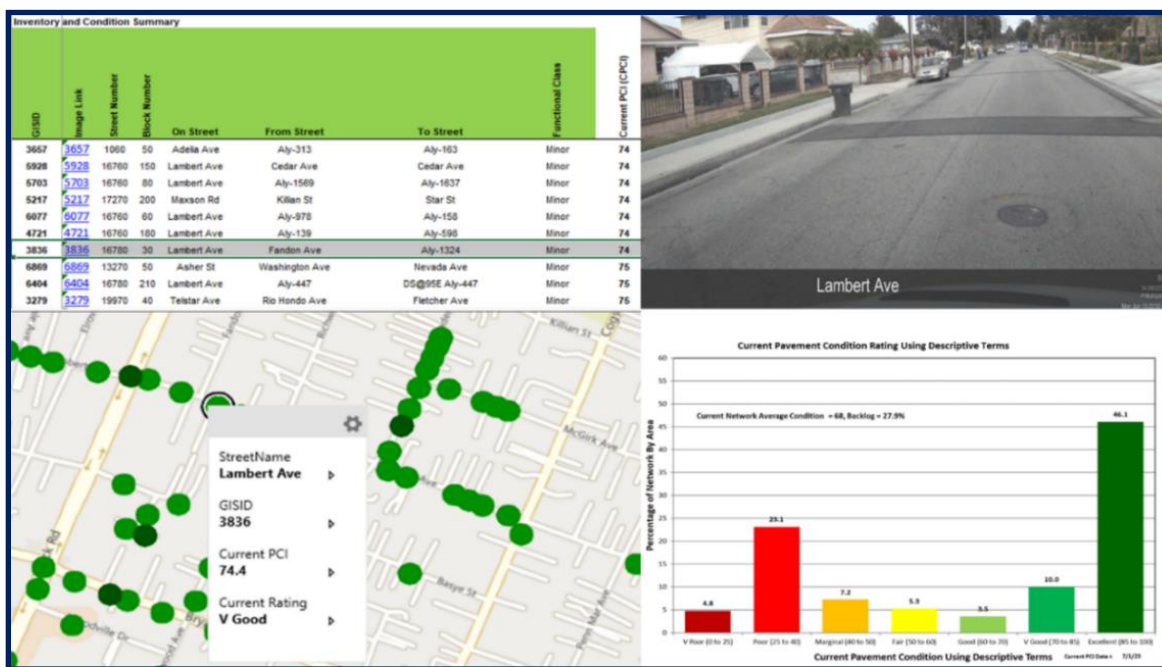 Inventory and Condition Summary
GISID Image Link Street Number Block Number On Street From Street To Street Functional Class Current PCI (CPCI)
3657 3657 1060 50 Adelia Ave Aly-313 Aly-163 Minor 74
5928 5928 16760 150 Lambert Ave Cedar Ave Cedar Ave Minor 74
5703 5703 16760 80 Lambert Ave Aly-1569 Aly-1637 Minor 74
5217 5217 17270 200 Maxson Rd Killian St Star St Minor 74
6077 6077 16760 60 Lambert Ave Aly-978 Aly-158 Minor 74
4721 4721 16760 180 Lambert Ave Aly-139 Aly-598 Minor 74
3836 3836 16780 30 Lambert Ave Fandon Ave Aly-1324 Minor 74
6869 6869 13270 50 Asher St Washington Ave Nevada Ave Minor 75
6404 6404 16780 210 Lambert Ave Aly-447 DS@95E Aly-447 Minor 75
3279 3279 19970 40 Telstar Ave Rio Hondo Ave Fletcher Ave Minor 75
Lambert Ave
Killian St
McGirk Ave
Ave
Basye St
StreetName
Lambert Ave
GISID
3836
Current PCI
74.4
Current Rating
V Good
Current Pavement Condition Rating Using Descriptive Terms
Current Network Average Condition = 68, Backlog = 27.9%
Percentage of Network By Area
60
55
50
45
40
35
30
25
20
15
10
5
0
4.8
23.1
7.2
5.3
3.5
10.0
46.1
V Poor (0 to 25) Poor (25 to 40) Marginal (40 to 50) Fair (50 to 60) Good (60 to 70) V Good (70 to 85) Excellent (85 to 100)
Current Pavement Condition Using Descriptive Terms